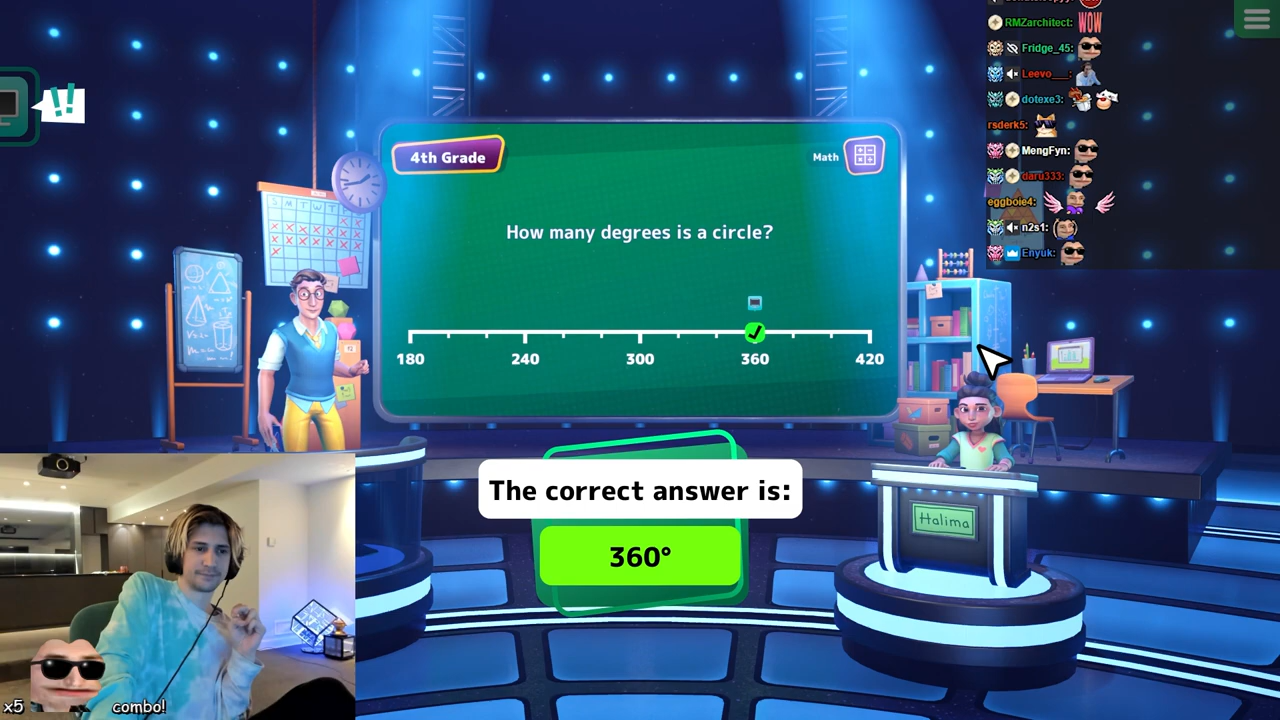 RMZarchitect: WOW
Fridge_45:
Leevo___:
dotexe3:
rsderk5:
MengFyn:
daru333:
eggboie4:
n2s1:
Enyuk:
!!
4th Grade
Math
How many degrees is a circle?
180 240 300 360 420
S M T W T
The correct answer is:
360°
Halima
x5 combo!